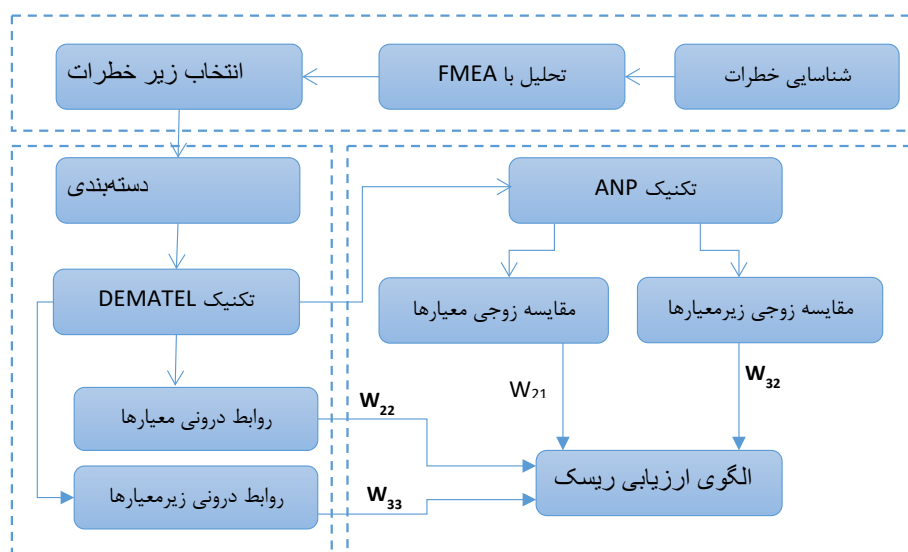 شناسایی خطرات
تحلیل با FMEA
انتخاب زیر خطرات
دسته‌بندی
تکنیک ANP
تکنیک DEMATEL
مقایسه زوجی معیارها
مقایسه زوجی زیرمعیارها
W21
W32
روابط درونی معیارها
W22
الگوی ارزیابی ریسک
روابط درونی زیرمعیارها
W33